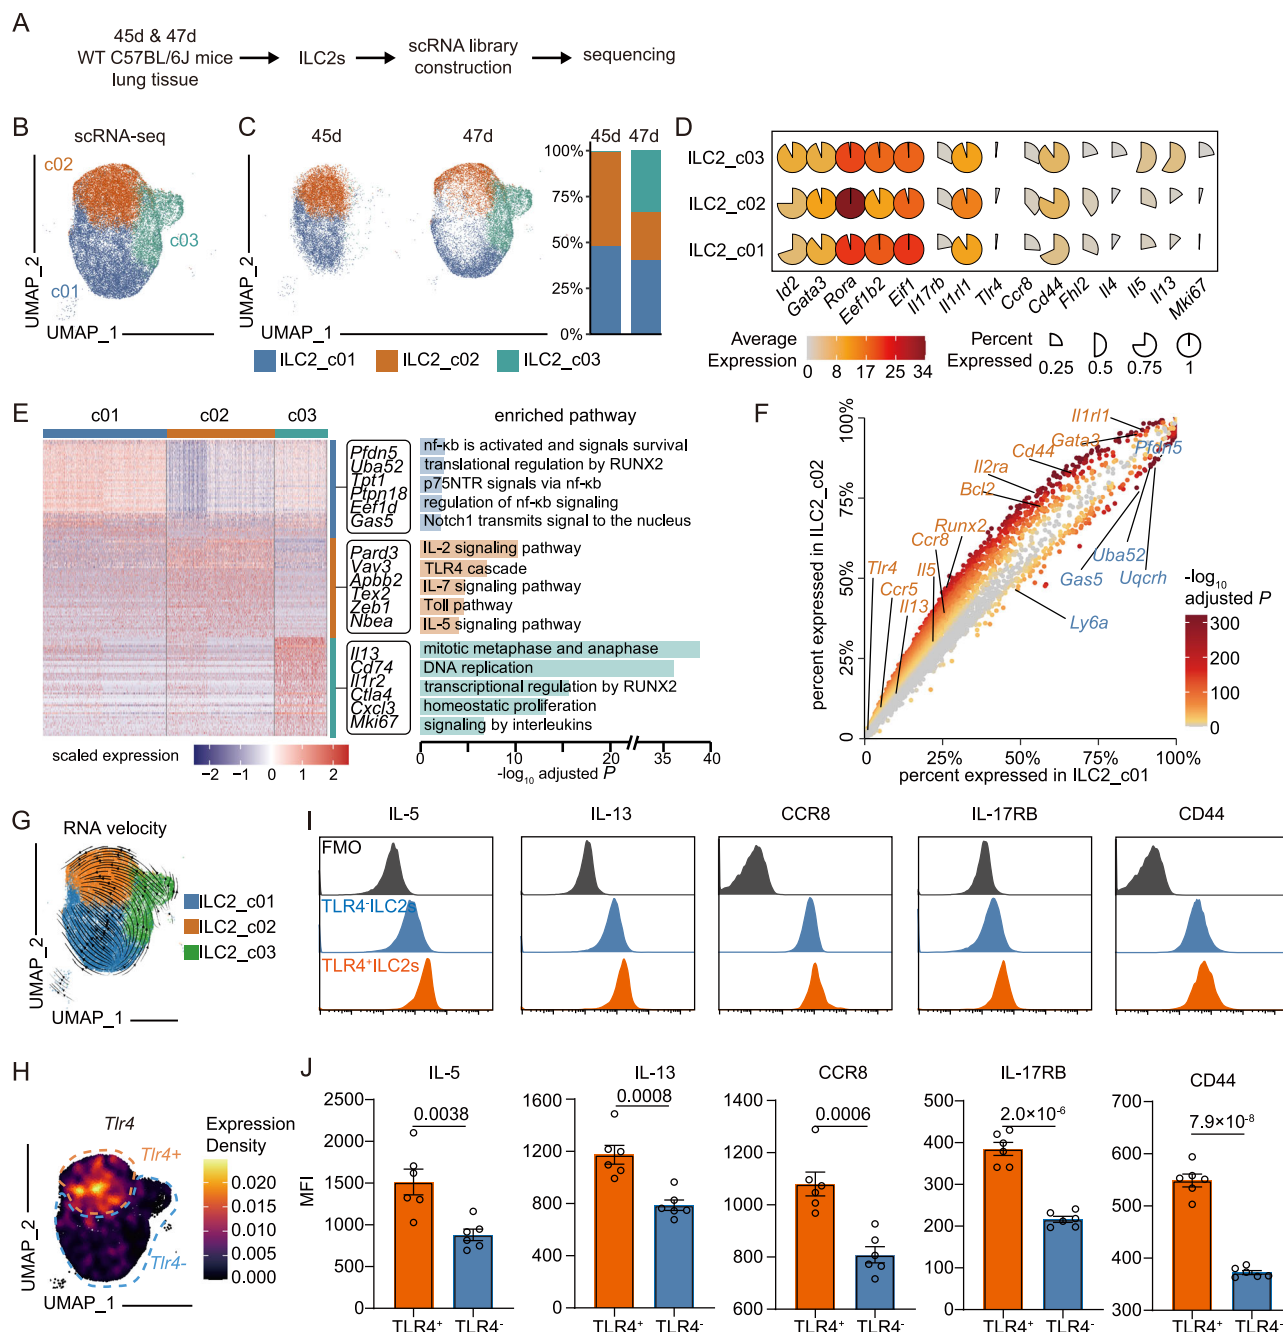 A
45d & 47d
WT C57BL/6J mice
lung tissue
ILC2s
scRNA library
construction
sequencing
B
scRNA-seq
c02
c03
c01
UMAP_2
UMAP_1
C
45d
47d
UMAP_2
UMAP_1
45d 47d
100%
75%
50%
25%
0%
ILC2_c01
ILC2_c02
ILC2_c03
D
ILC2_c03
ILC2_c02
ILC2_c01
Id2
Gata3
Rora
Eef1b2
Eif1
Il17rb
Il1rl1
Tlr4
Ccr8
Cd44
Fhl2
Il4
Il5
Il13
Mki67
Average
Expression
0 8 17 25 34
Percent
Expressed
0.25 0.5 0.75 1
E
c01 c02 c03
enriched pathway
Pfdn5
Uba52
Tpt1
Ptpn18
Eef1d
Gas5
nf-κb is activated and signals survival
translational regulation by RUNX2
p75NTR signals via nf-κb
regulation of nf-κb signaling
Notch1 transmits signal to the nucleus
Pard3
Vav3
Apbb2
Tex2
Zeb1
Nbea
IL-2 signaling pathway
TLR4 cascade
IL-7 signaling pathway
Toll pathway
IL-5 signaling pathway
Il13
Cd74
Il1r2
Ctla4
Cxcl3
Mki67
mitotic metaphase and anaphase
DNA replication
transcriptional regulation by RUNX2
homeostatic proliferation
signaling by interleukins
scaled expression
−2 −1 0 1 2
0 10 20 30 40
-log10 adjusted P
F
percent expressed in ILC2_c02
100%
75%
50%
25%
0
0 25% 50% 75% 100%
percent expressed in ILC2_c01
Il1rl1
Gata3
Pfdn5
Cd44
Il2ra
Bcl2
Runx2
Ccr8
Tlr4
Il5
Ccr5
Il13
Uba52
Gas5
Uqcrh
Ly6a
-log10
adjusted P
300
200
100
0
G
RNA velocity
UMAP_2
UMAP_1
ILC2_c01
ILC2_c02
ILC2_c03
H
Tlr4
Tlr4+
Tlr4-
UMAP_2
UMAP_1
Expression
Density
0.020
0.015
0.010
0.005
0.000
I
IL-5
IL-13
CCR8
IL-17RB
CD44
FMO
TLR4-ILC2s
TLR4+ILC2s
J
MFI
IL-5
0.0038
2500
2000
1500
1000
500
0
TLR4+ TLR4-
IL-13
0.0008
1600
1200
800
400
0
TLR4+ TLR4-
CCR8
0.0006
1400
1200
1000
800
600
TLR4+ TLR4-
IL-17RB
2.0×10-6
500
400
300
200
100
0
TLR4+ TLR4-
CD44
7.9×10-8
700
600
500
400
300
TLR4+ TLR4-